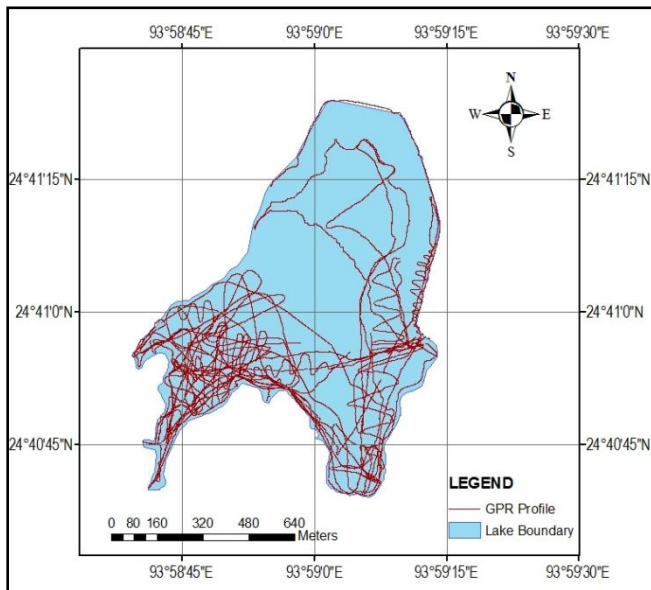 93°58'45"E 93°59'0"E 93°59'15"E 93°59'30"E
N
W E
S
24°41'15"N 24°41'15"N
24°41'0"N 24°41'0"N
24°40'45"N 24°40'45"N
LEGEND
GPR Profile
Lake Boundary
0 80 160 320 480 640
Meters
93°58'45"E 93°59'0"E 93°59'15"E 93°59'30"E